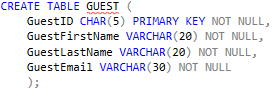 CREATE TABLE GUEST (
GuestID CHAR(5) PRIMARY KEY NOT NULL,
GuestFirstName VARCHAR(20) NOT NULL,
GuestLastName VARCHAR(20) NOT NULL,
GuestEmail VARCHAR(30) NOT NULL
);